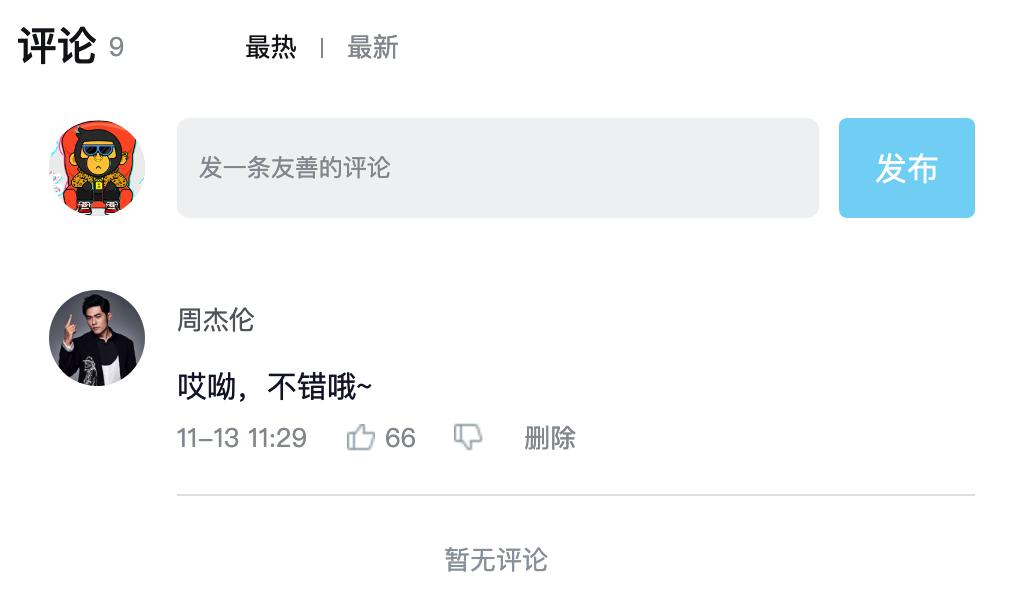 评论 9 最热 | 最新
发一条友善的评论 发布
周杰伦
哎呦，不错哦~
11-13 11:29 66 删除
暂无评论